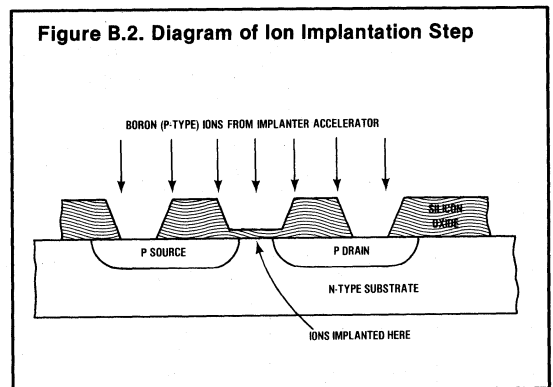 Figure B.2. Diagram of Ion Implantation Step
BORON (P-TYPE) IONS FROM IMPLANTER ACCELERATOR
SILICON
OXIDE
P SOURCE
P DRAIN
N-TYPE SUBSTRATE
IONS IMPLANTED HERE